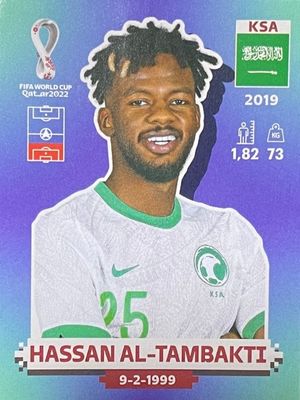 KSA
FIFA WORLD CUP
Qatar2022
2019
KG
1,82 73
25
KSA
HASSAN AL-TAMBAKTI
9-2-1999